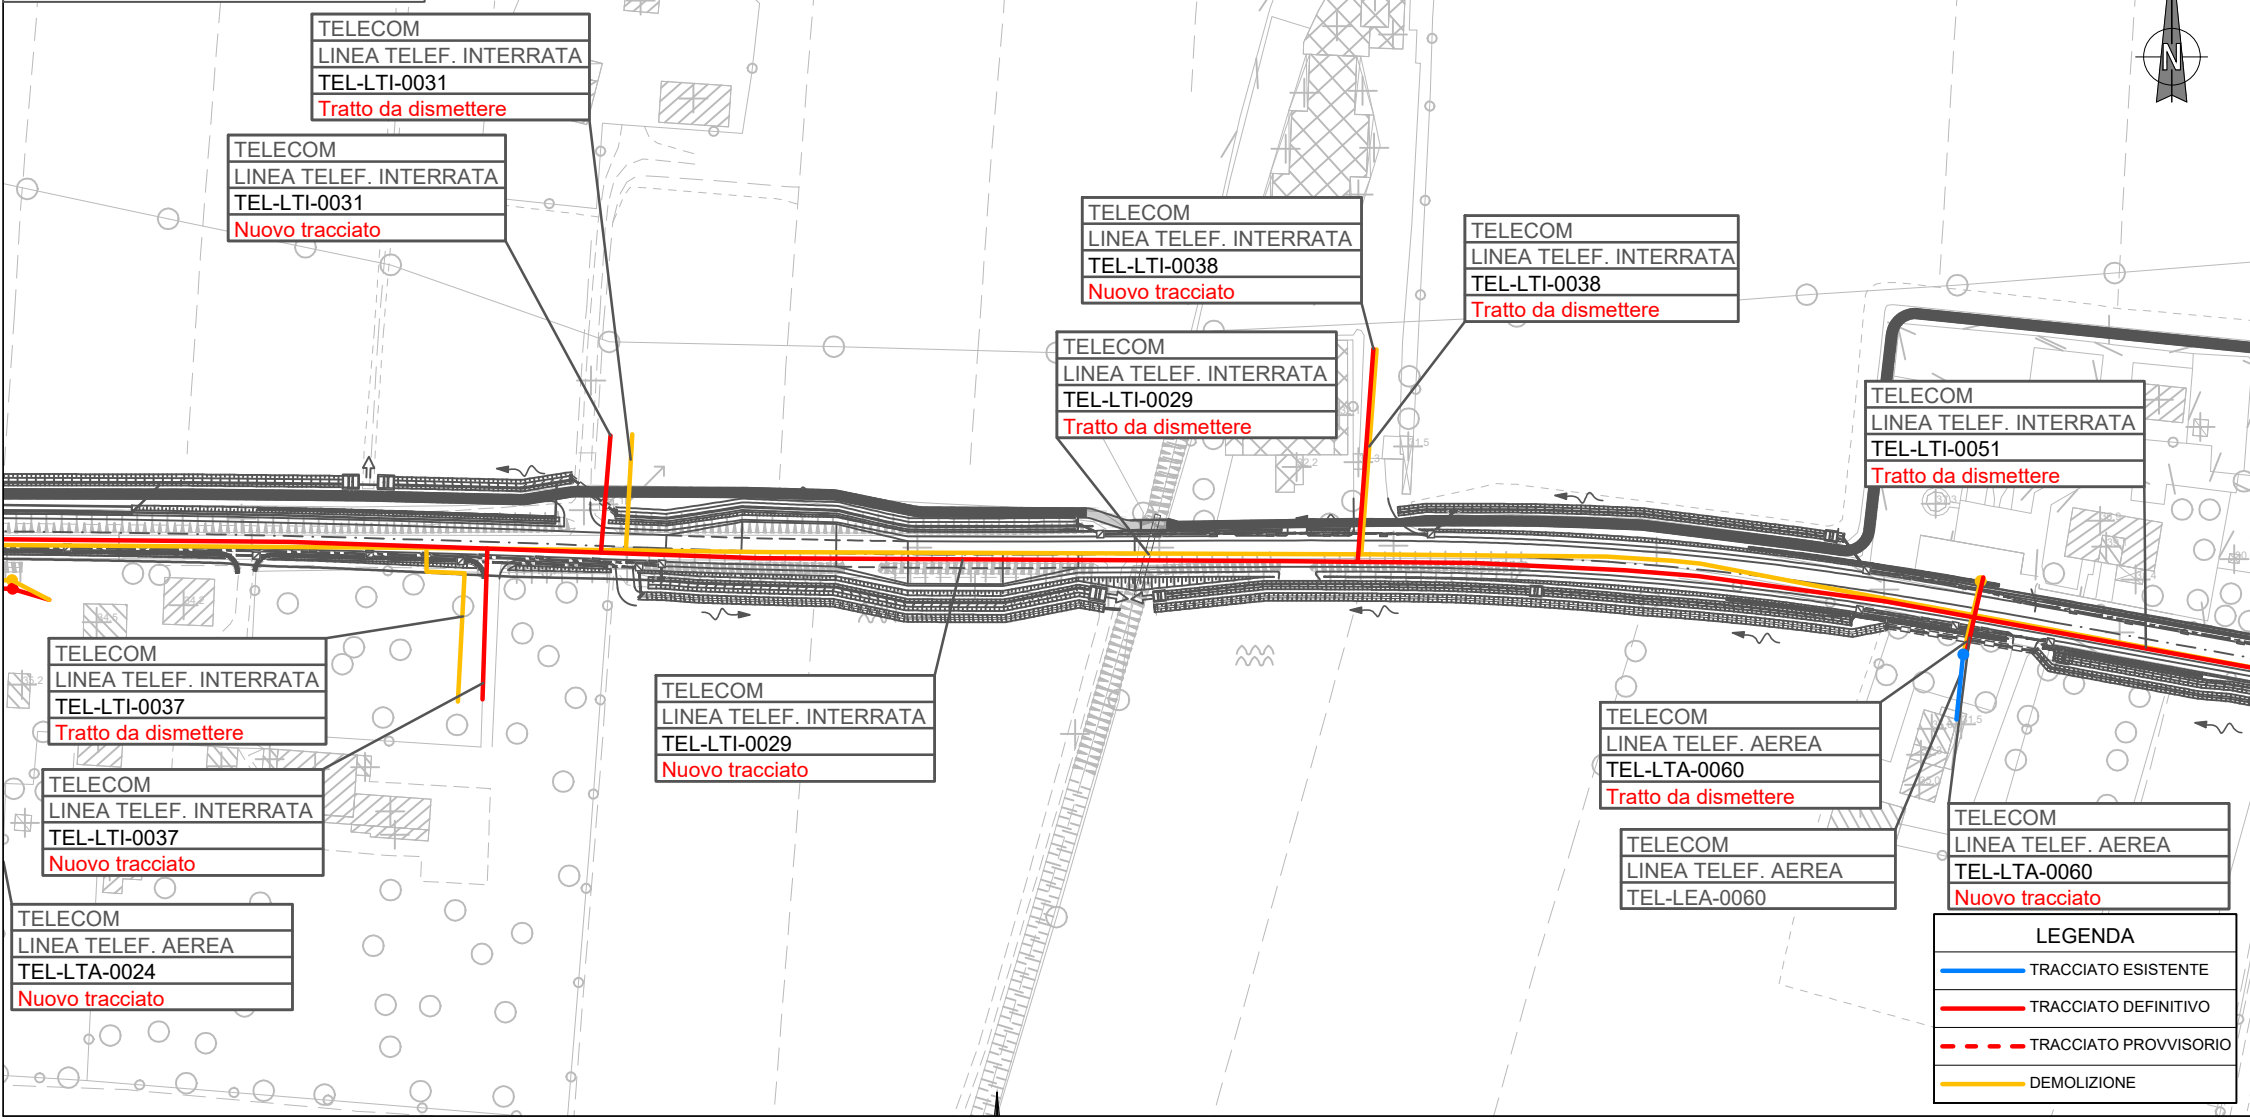 TELECOM
LINEA TELEF. INTERRATA
TEL-LTI-0031
Tratto da dismettere
N
TELECOM
LINEA TELEF. INTERRATA
TEL-LTI-0031
Nuovo tracciato
TELECOM
LINEA TELEF. INTERRATA
TEL-LTI-0038
Nuovo tracciato
TELECOM
LINEA TELEF. INTERRATA
TEL-LTI-0038
Tratto da dismettere
TELECOM
LINEA TELEF. INTERRATA
TEL-LTI-0029
Tratto da dismettere
TELECOM
LINEA TELEF. INTERRATA
TEL-LTI-0051
Tratto da dismettere
TELECOM
LINEA TELEF. INTERRATA
TEL-LTI-0037
Tratto da dismettere
TELECOM
LINEA TELEF. INTERRATA
TEL-LTI-0029
Nuovo tracciato
TELECOM
LINEA TELEF. AEREA
TEL-LTA-0060
Tratto da dismettere
TELECOM
LINEA TELEF. INTERRATA
TEL-LTI-0037
Nuovo tracciato
TELECOM
LINEA TELEF. AEREA
TEL-LEA-0060
TELECOM
LINEA TELEF. AEREA
TEL-LTA-0060
Nuovo tracciato
TELECOM
LINEA TELEF. AEREA
TEL-LTA-0024
Nuovo tracciato
LEGENDA
TRACCIATO ESISTENTE
TRACCIATO DEFINITIVO
TRACCIATO PROVVISORIO
DEMOLIZIONE